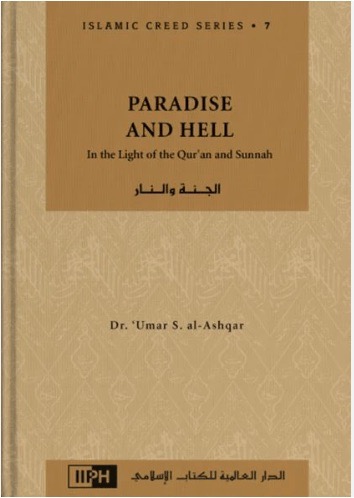 ISLAMIC CREED SERIES • 7
PARADISE
AND HELL
In the Light of the Qur'an and Sunnah
الجنة والنار
Dr. 'Umar S. al-Ashqar
IIPH
الدار العالمية للكتاب الإسلامي